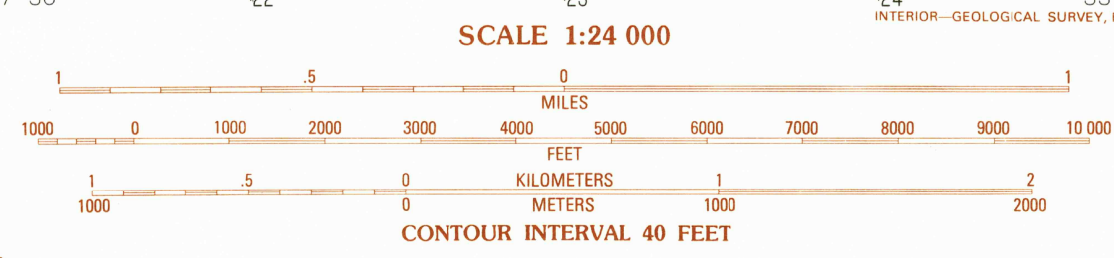 INTERIOR—GEOLOGICAL SURVEY,
SCALE 1:24 000
1 .5 0 1
MILES
1000 0 1000 2000 3000 4000 5000 6000 7000 8000 9000 10 000
FEET
1 .5 0 KILOMETERS 1 2
1000 0 METERS 1000 2000
CONTOUR INTERVAL 40 FEET